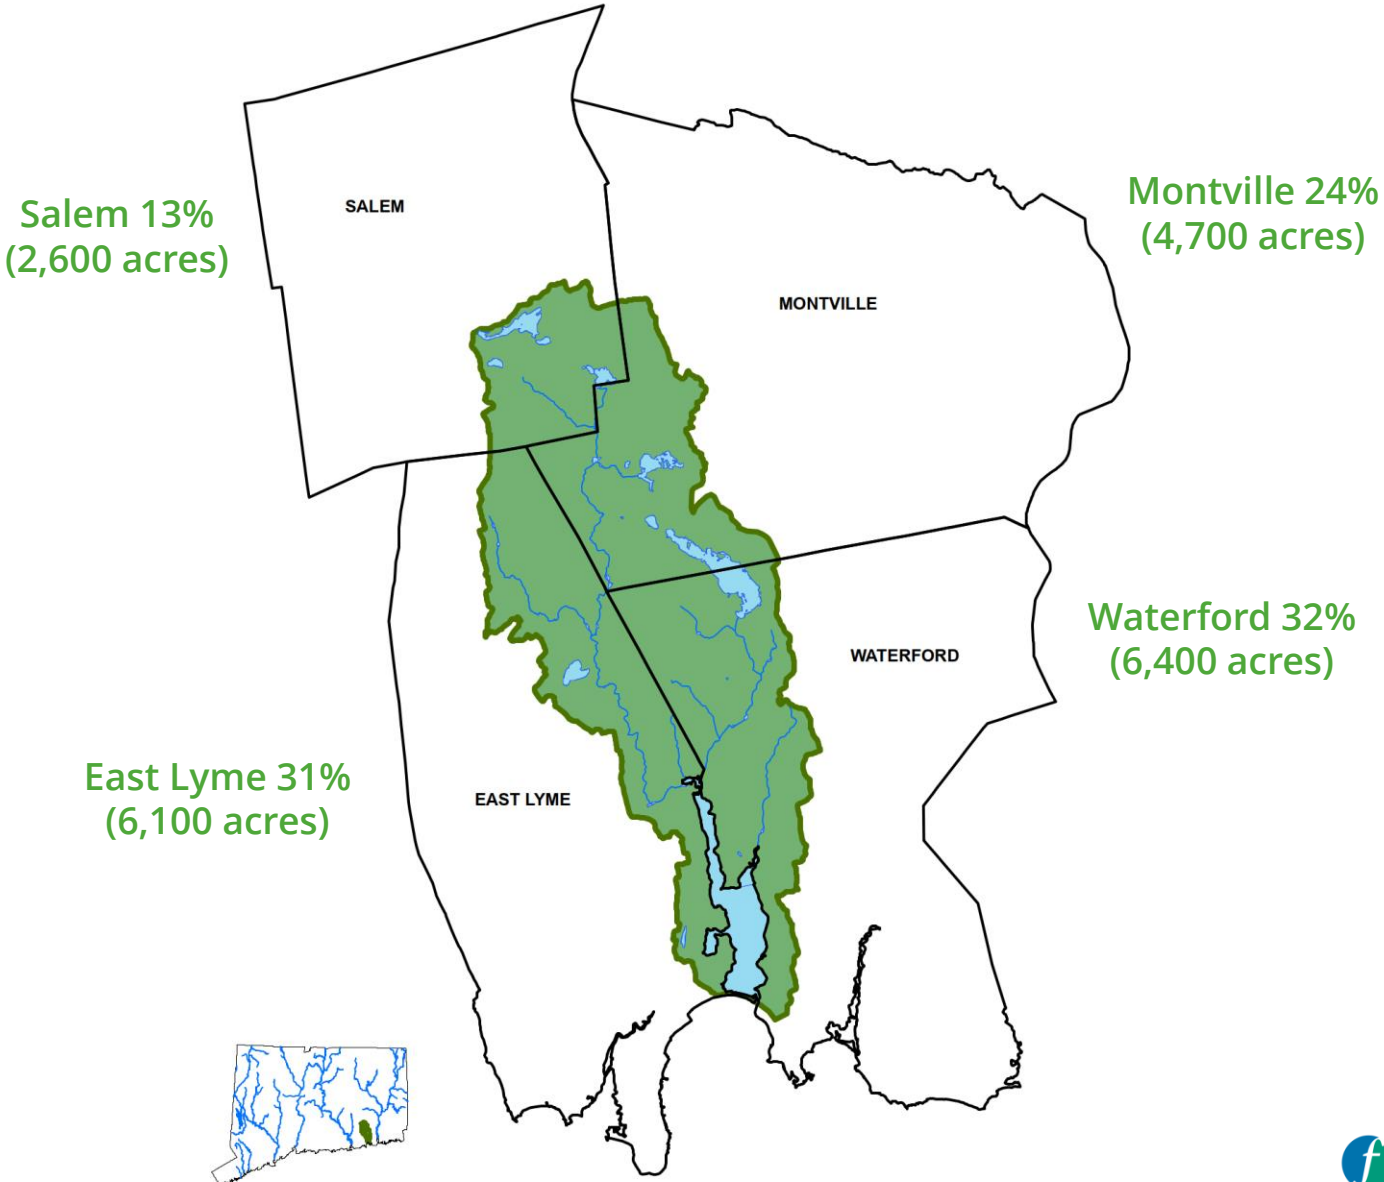 Salem 13%
(2,600 acres)
SALEM
Montville 24%
(4,700 acres)
MONTVILLE
Waterford 32%
(6,400 acres)
WATERFORD
East Lyme 31%
(6,100 acres)
EAST LYME
f